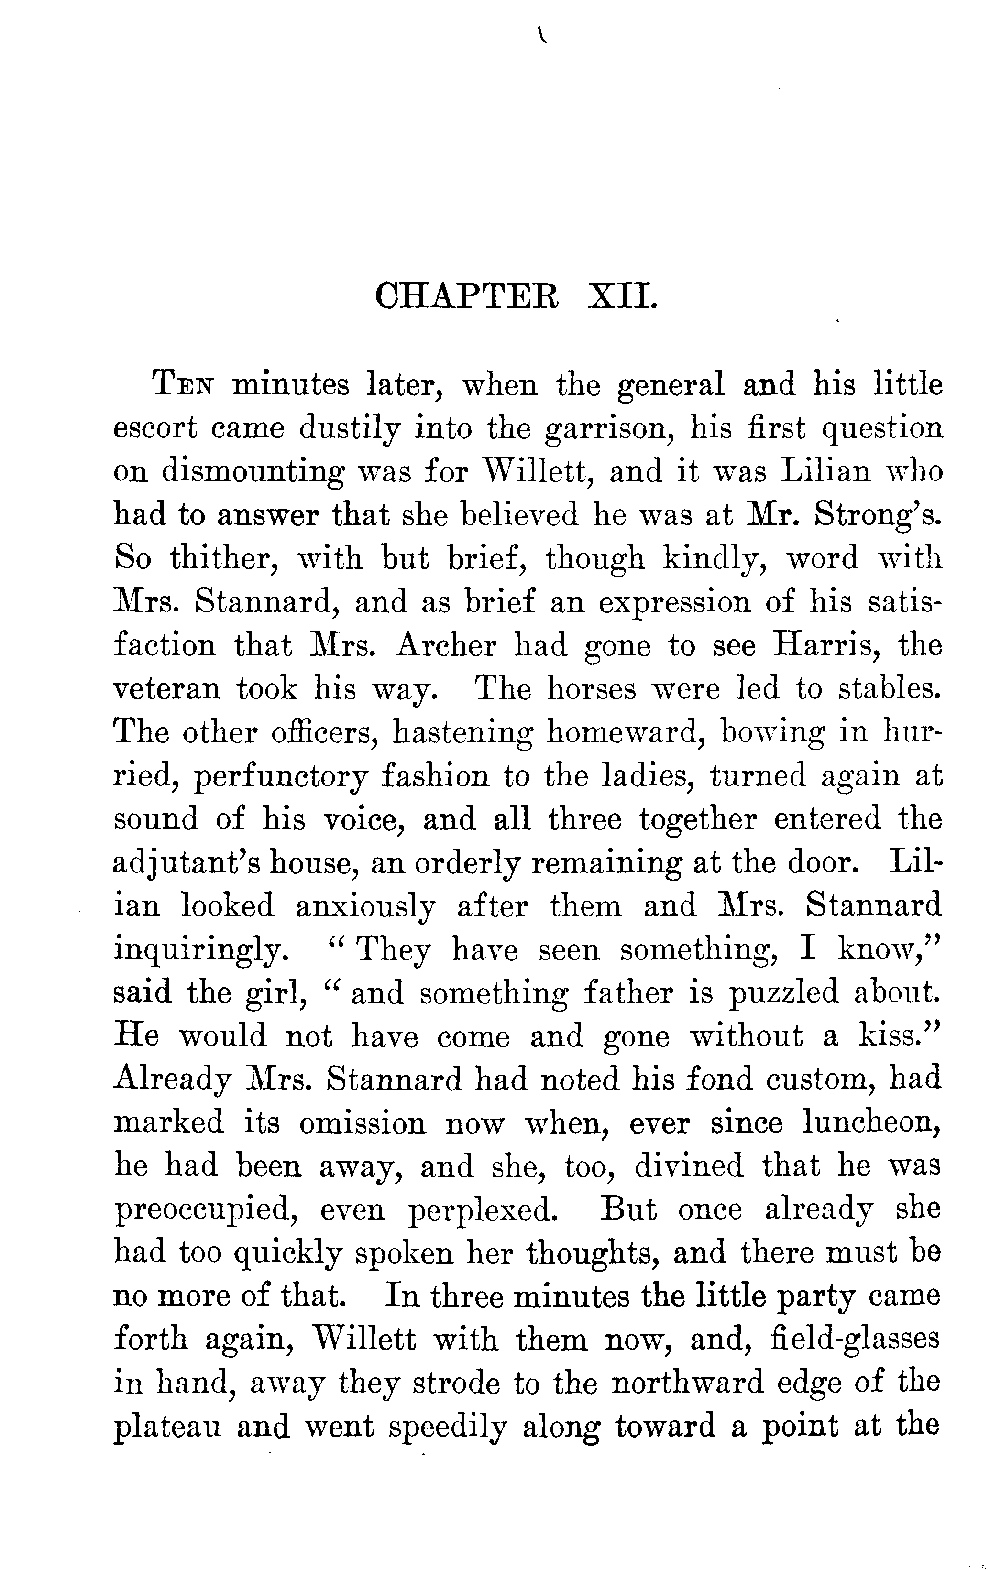 CHAPTER XII.
TEN minutes later, when the general and his little
escort came dustily into the garrison, his first question
on dismounting was for Willett, and it was Lilian who
had to answer that she believed he was at Mr. Strong's.
So thither, with but brief, though kindly, word with
Mrs. Stannard, and as brief an expression of his satis-
faction that Mrs. Archer had gone to see Harris, the
veteran took his way. The horses were led to stables.
The other officers, hastening homeward, bowing in hur-
ried, perfunctory fashion to the ladies, turned again at
sound of his voice, and all three together entered the
adjutant's house, an orderly remaining at the door. Lil-
ian looked anxiously after them and Mrs. Stannard
inquiringly. "They have seen something, I know,"
said the girl, "and something father is puzzled about.
He would not have come and gone without a kiss."
Already Mrs. Stannard had noted his fond custom, had
marked its omission now when, ever since luncheon,
he had been away, and she, too, divined that he was
preoccupied, even perplexed. But once already she
had too quickly spoken her thoughts, and there must be
no more of that. In three minutes the little party came
forth again, Willett with them now, and, field-glasses
in hand, away they strode to the northward edge of the
plateau and went speedily along toward a point at the